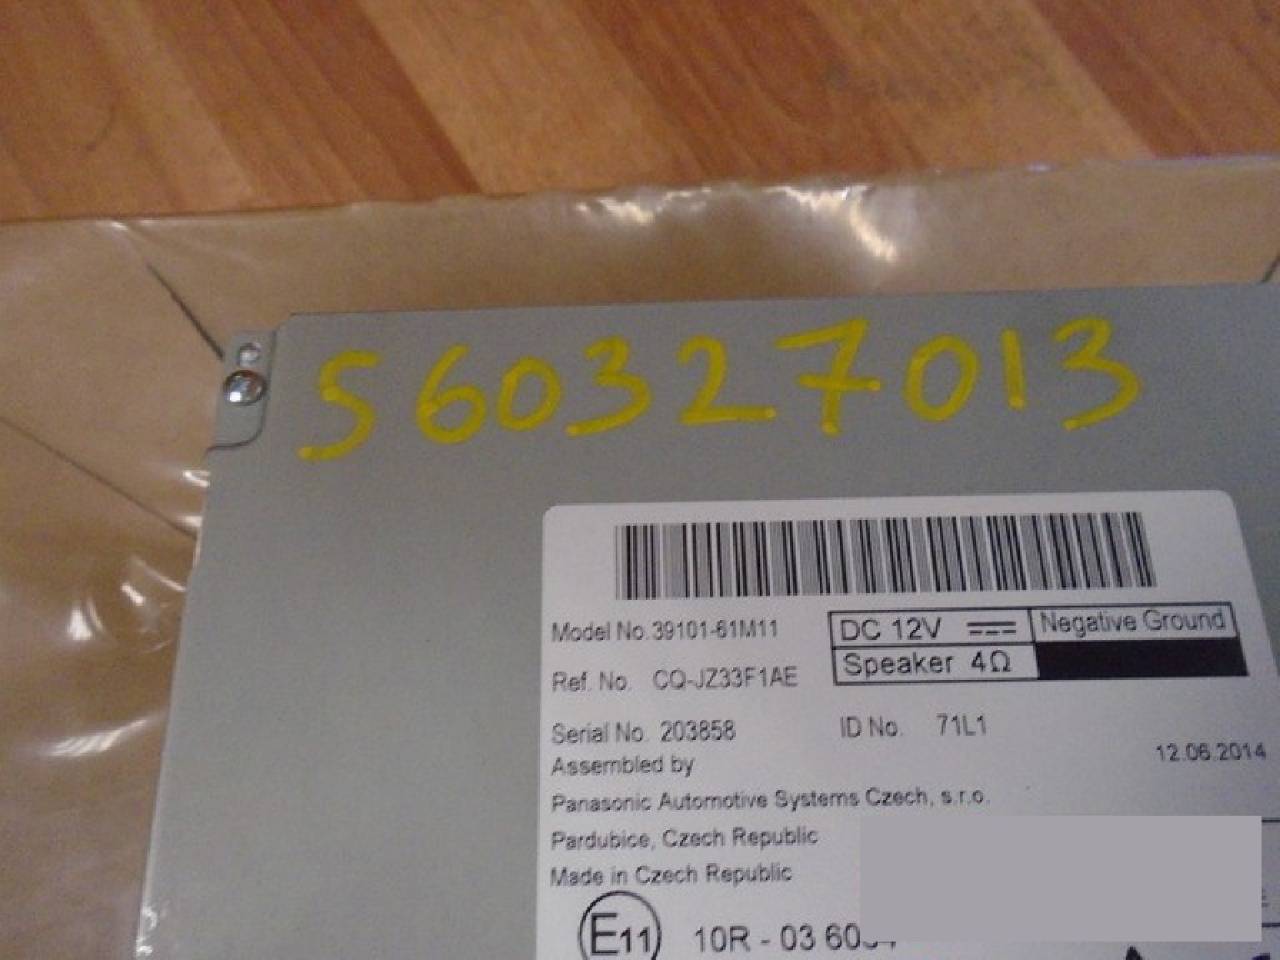 560327013
Model No. 39101-61M11
DC 12V
Negative Ground
Speaker 4Ω
Ref. No. CQ-JZ33F1AE
Serial No. 203858
ID No. 71L1
12.06.2014
Assembled by
Panasonic Automotive Systems Czech, s.r.o.
Pardubice, Czech Republic
Made in Czech Republic
E11
10R - 03